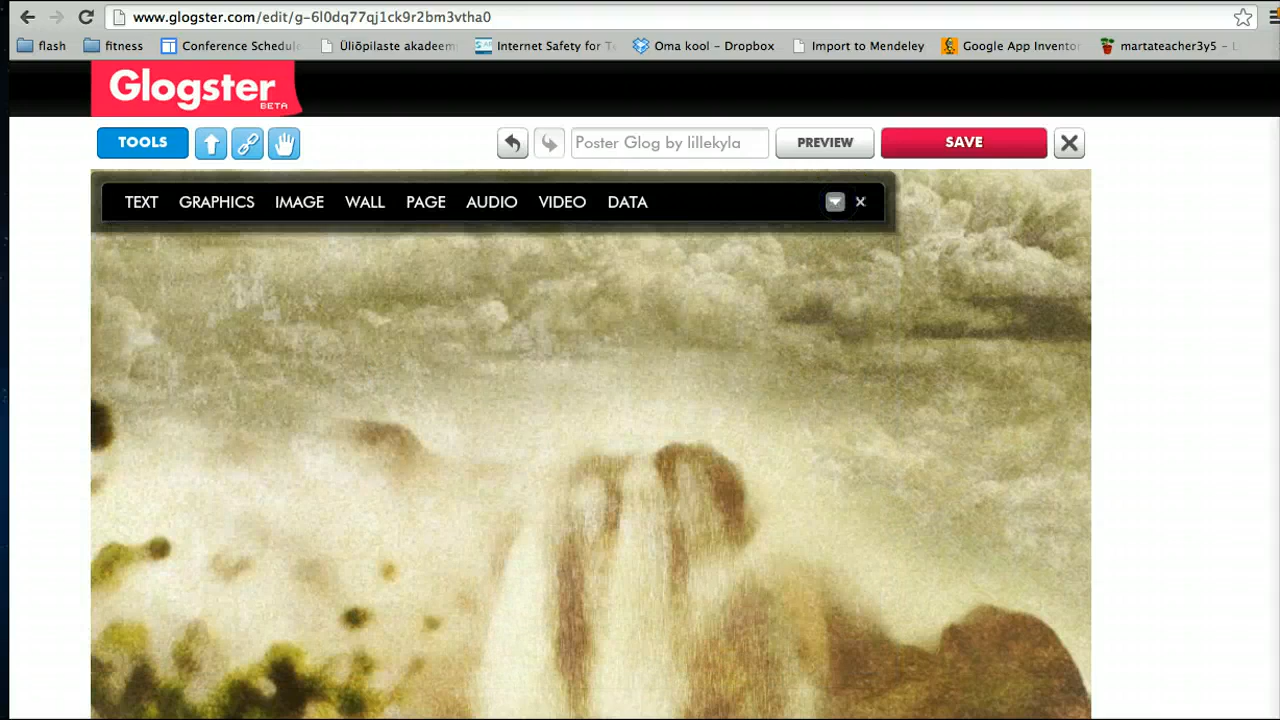 www.glogster.com/edit/g-6l0dq77qj1ck9r2bm3vtha0
flash fitness Conference Schedul Üliõpilaste akadeem Internet Safety for T Oma kool – Dropbox Import to Mendeley Google App Inventor martateacher3y5 –
Glogster
BETA
TOOLS Poster Glog by lillekyla PREVIEW SAVE
TEXT GRAPHICS IMAGE WALL PAGE AUDIO VIDEO DATA